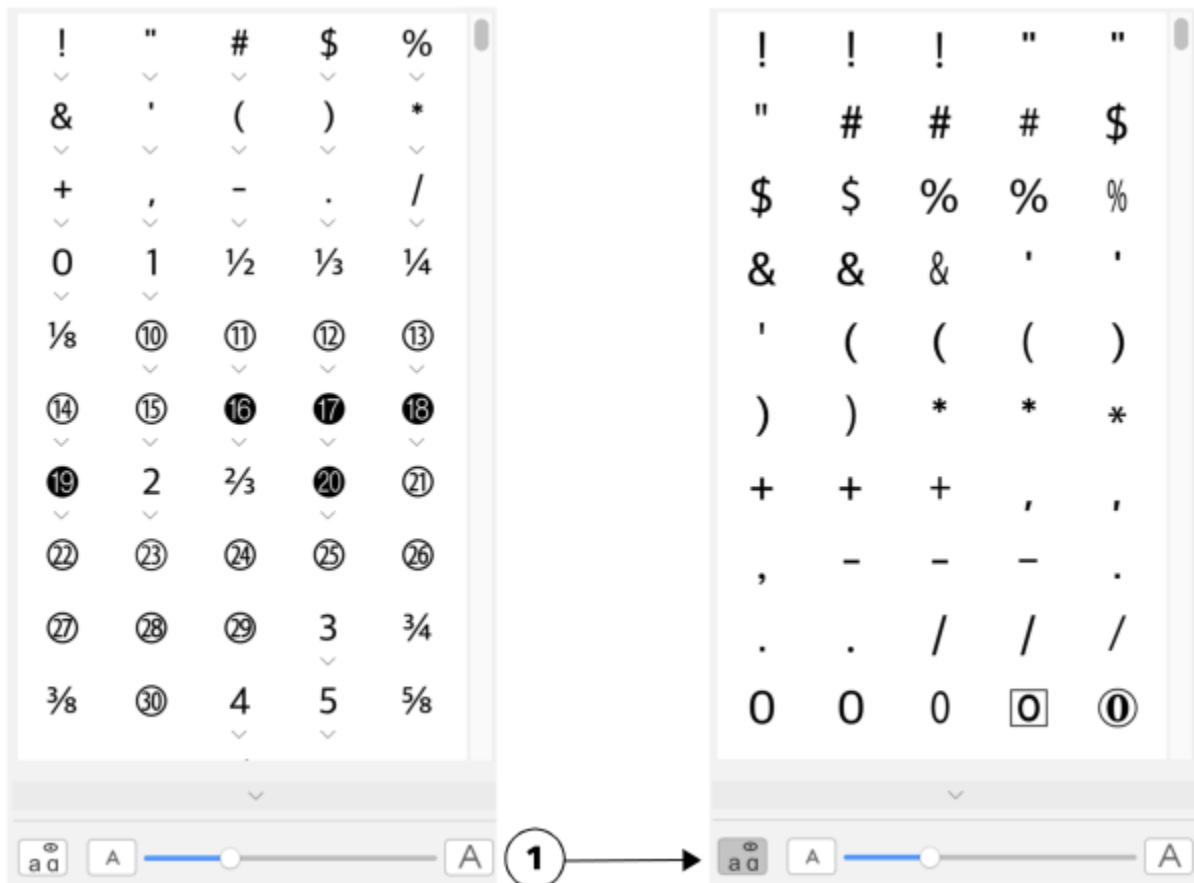 ! " # $ %
& ' ( ) *
+ , - . /
0 1 ½ ⅓ ¼
⅛ ⑩ ⑪ ⑫ ⑬
⑭ ⑮ ⓰ ⓱ ⓲
⓳ 2 ⅔ ⓴ ㉑
㉒ ㉓ ㉔ ㉕ ㉖
㉗ ㉘ ㉙ 3 ¾
⅜ ㉚ 4 5 ⅝
a ɑ A A
1
! ! ! " "
" # # # $
$ $ % % %
& & & ' '
' ( ( ( )
) ) * * *
+ + + , ,
, - - - .
. . / / /
0 0 0 0 0
a ɑ A A